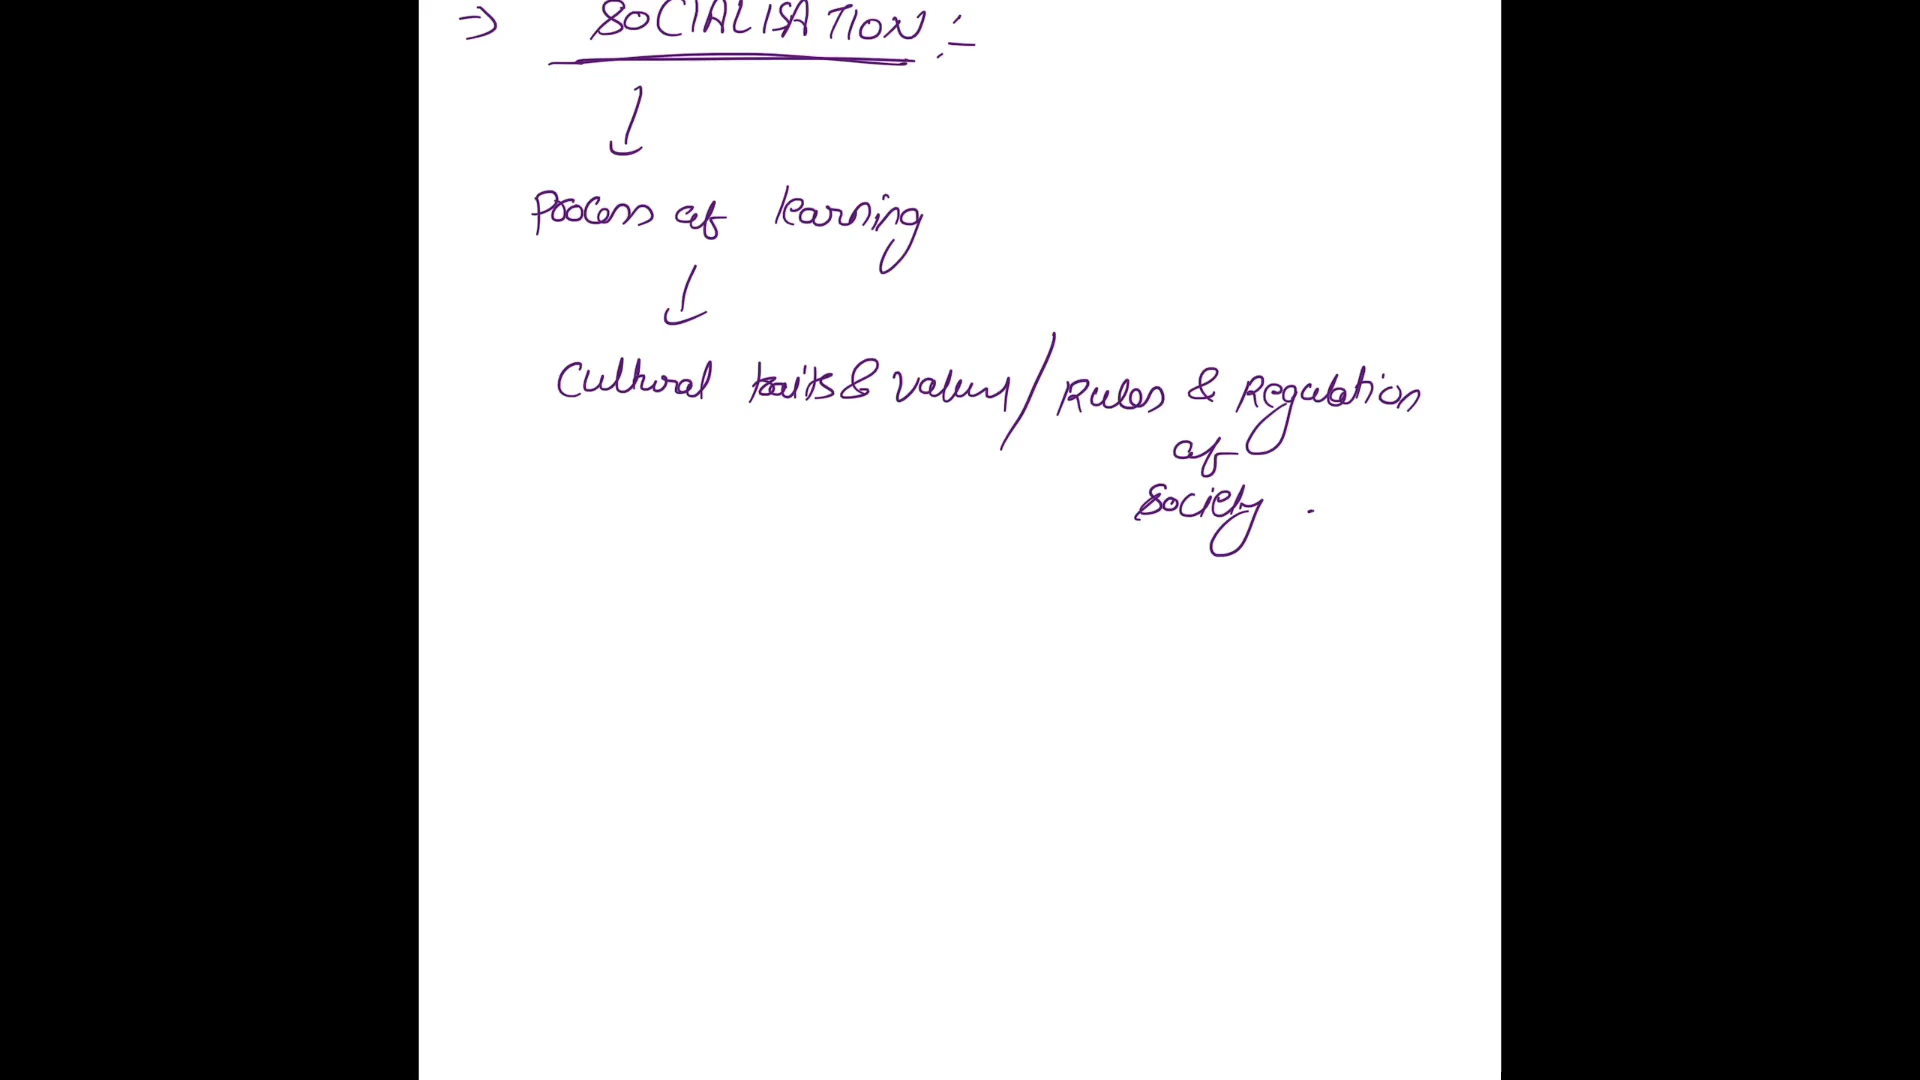 → SOCIALISATION :-
↓
Process of learning
↓
Cultural traits & values / Rules & Regulation
of
Society .